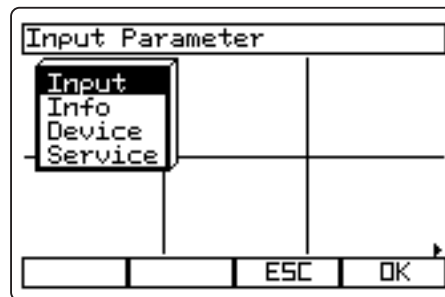 Input Parameter
Input
Info
Device
Service
ESC OK